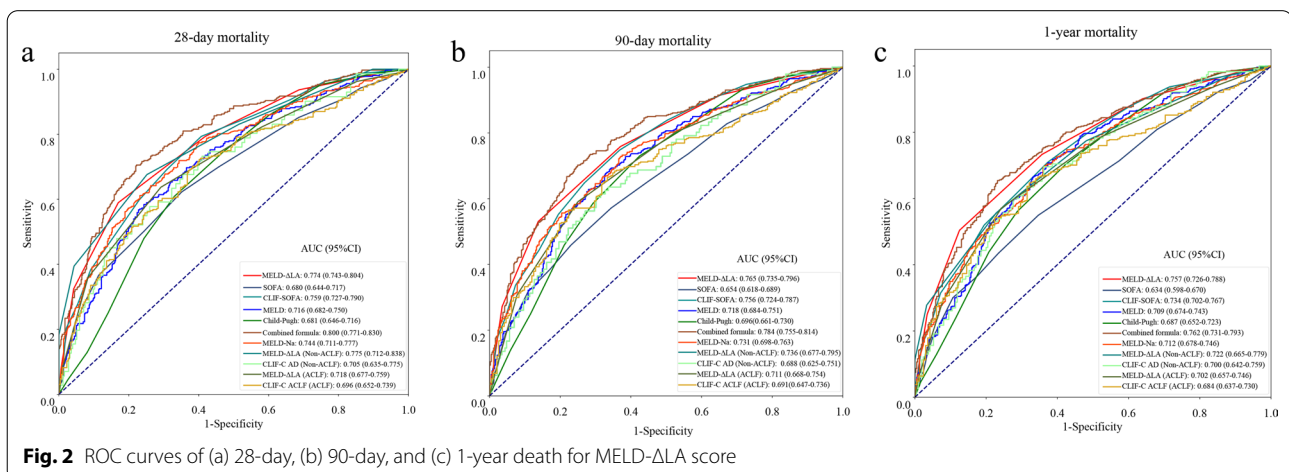 a
28-day mortality
1.0
0.8
0.6
0.4
0.2
0.0
Sensitivity
AUC (95%CI)
MELD-ΔLA: 0.774 (0.743-0.804)
SOFA: 0.680 (0.644-0.717)
CLIF-SOFA: 0.759 (0.727-0.790)
MELD: 0.716 (0.682-0.750)
Child-Pugh: 0.681 (0.646-0.716)
Combined formula: 0.800 (0.771-0.830)
MELD-Na: 0.744 (0.711-0.777)
MELD-ΔLA (Non-ACLF): 0.775 (0.712-0.838)
CLIF-C AD (Non-ACLF): 0.705 (0.635-0.775)
MELD-ΔLA (ACLF): 0.718 (0.677-0.759)
CLIF-C ACLF (ACLF): 0.696 (0.652-0.739)
0.0 0.2 0.4 0.6 0.8 1.0
1-Specificity
b
90-day mortality
1.0
0.8
0.6
0.4
0.2
0.0
Sensitivity
AUC (95%CI)
MELD-ΔLA: 0.765 (0.735-0.796)
SOFA: 0.654 (0.618-0.689)
CLIF-SOFA: 0.756 (0.724-0.787)
MELD: 0.718 (0.684-0.751)
Child-Pugh: 0.696(0.661-0.730)
Combined formula: 0.784 (0.755-0.814)
MELD-Na: 0.731 (0.698-0.763)
MELD-ΔLA (Non-ACLF): 0.736 (0.677-0.795)
CLIF-C AD (Non-ACLF): 0.688 (0.625-0.751)
MELD-ΔLA (ACLF): 0.711 (0.668-0.754)
CLIF-C ACLF (ACLF): 0.691(0.647-0.736)
0.0 0.2 0.4 0.6 0.8 1.0
1-Specificity
c
1-year mortality
1.0
0.8
0.6
0.4
0.2
0.0
Sensitivity
AUC (95%CI)
MELD-ΔLA: 0.757 (0.726-0.788)
SOFA: 0.634 (0.598-0.670)
CLIF-SOFA: 0.734 (0.702-0.767)
MELD: 0.709 (0.674-0.743)
Child-Pugh: 0.687 (0.652-0.723)
Combined formula: 0.762 (0.731-0.793)
MELD-Na: 0.712 (0.678-0.746)
MELD-ΔLA (Non-ACLF): 0.722 (0.665-0.779)
CLIF-C AD (Non-ACLF): 0.700 (0.642-0.759)
MELD-ΔLA (ACLF): 0.702 (0.657-0.746)
CLIF-C ACLF (ACLF): 0.684 (0.637-0.730)
0.0 0.2 0.4 0.6 0.8 1.0
1-Specificity
Fig. 2 ROC curves of (a) 28-day, (b) 90-day, and (c) 1-year death for MELD-ΔLA score